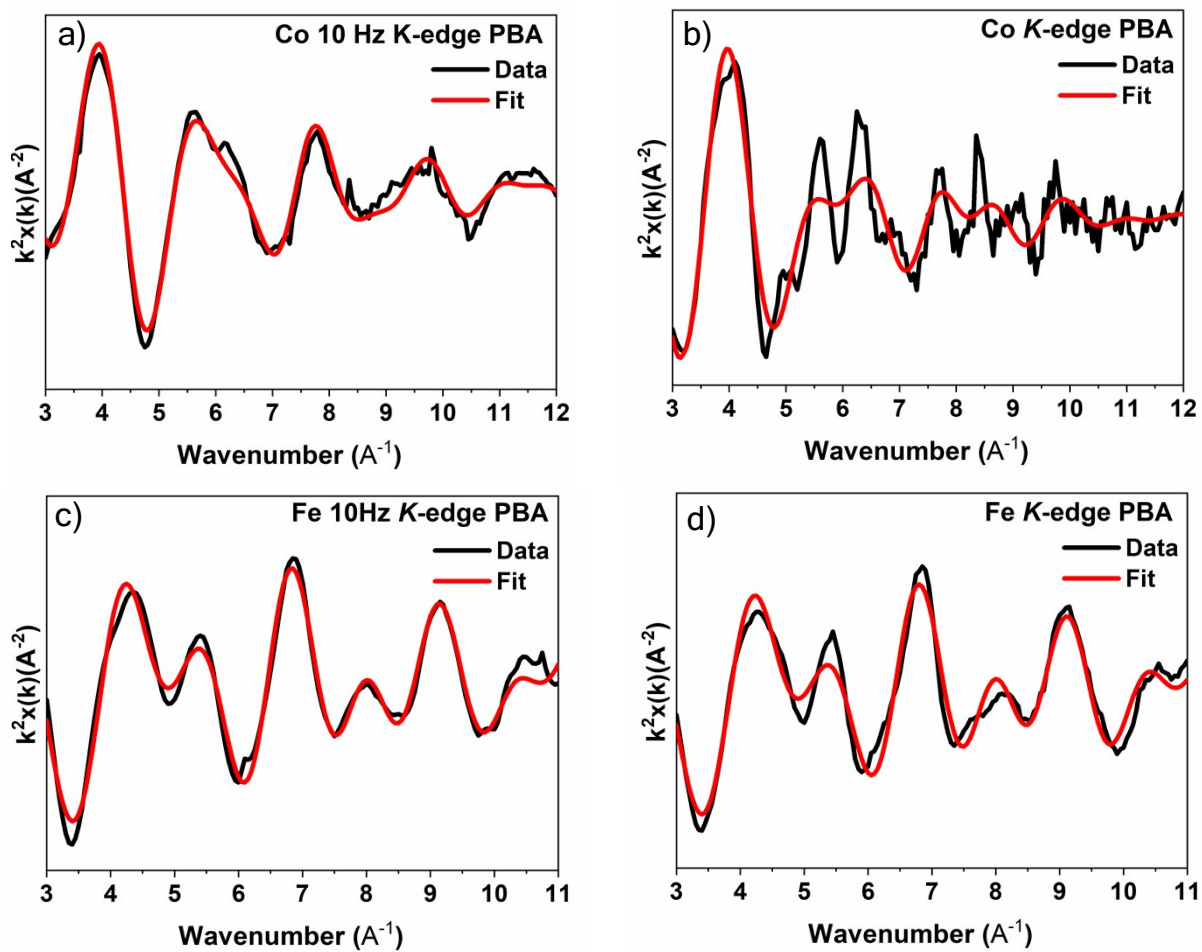 a)
Co 10 Hz K-edge PBA
Data
Fit
k²x(k)(A⁻²)
3 4 5 6 7 8 9 10 11 12
Wavenumber (A⁻¹)
b)
Co K-edge PBA
Data
Fit
k²x(k)(A⁻²)
3 4 5 6 7 8 9 10 11 12
Wavenumber (A⁻¹)
c)
Fe 10Hz K-edge PBA
Data
Fit
k²x(k)(A⁻²)
3 4 5 6 7 8 9 10 11
Wavenumber (A⁻¹)
d)
Fe K-edge PBA
Data
Fit
k²x(k)(A⁻²)
3 4 5 6 7 8 9 10 11
Wavenumber (A⁻¹)